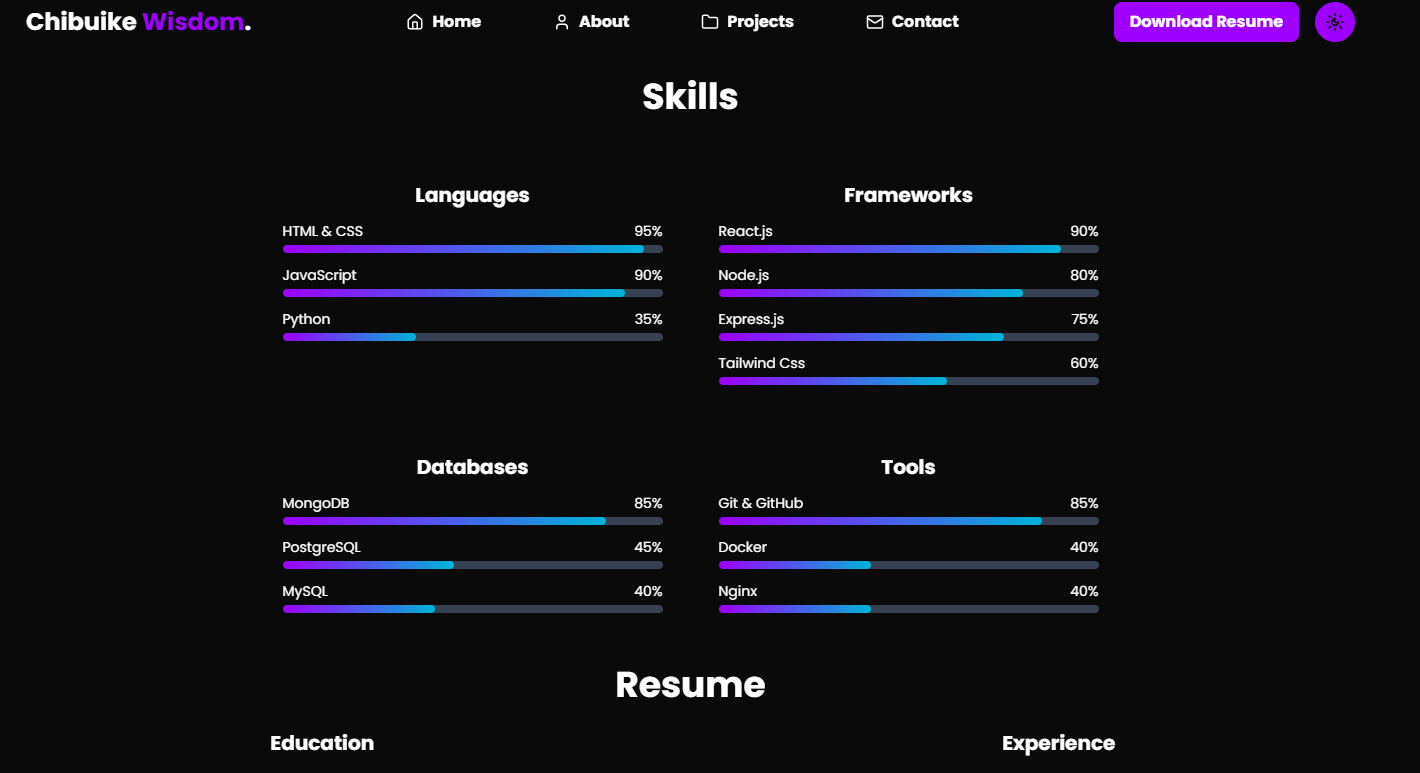 Chibuike Wisdom.
Home
About
Projects
Contact
Download Resume
Skills
Languages
HTML & CSS 95%
JavaScript 90%
Python 35%
Frameworks
React.js 90%
Node.js 80%
Express.js 75%
Tailwind Css 60%
Databases
MongoDB 85%
PostgreSQL 45%
MySQL 40%
Tools
Git & GitHub 85%
Docker 40%
Nginx 40%
Resume
Education
Experience